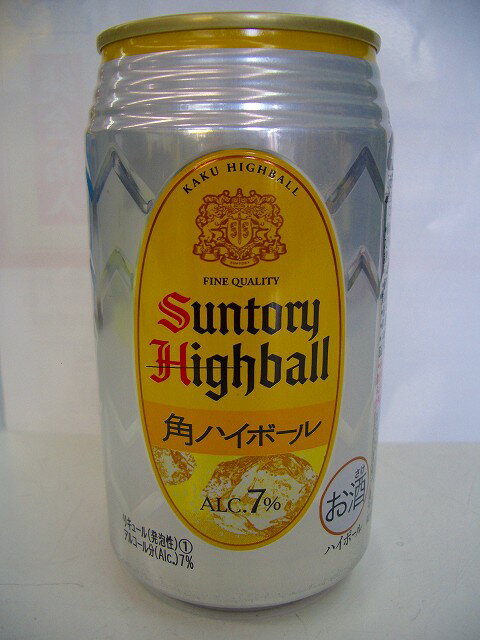 KAKU HIGHBALL
FINE QUALITY
Suntory
Highball
角ハイボール
ALC.7%
さけ
お酒
ハイボール
リキュール(発泡性)①
アルコール分(Alc.)7%